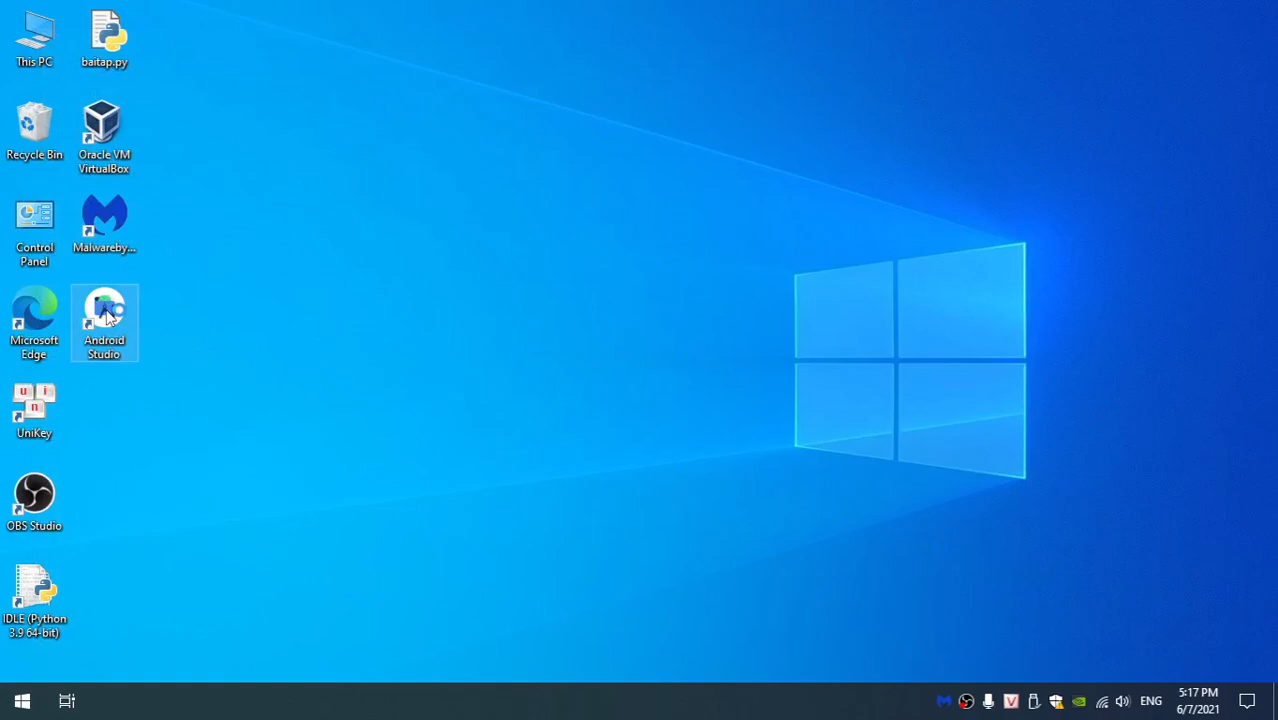 This PC
baitap.py
Recycle Bin
Oracle VM
VirtualBox
Control
Panel
Malwareby...
Microsoft
Edge
Android
Studio
u
i
n
UniKey
OBS Studio
IDLE (Python
3.9 64-bit)
V
ENG
5:17 PM
6/7/2021